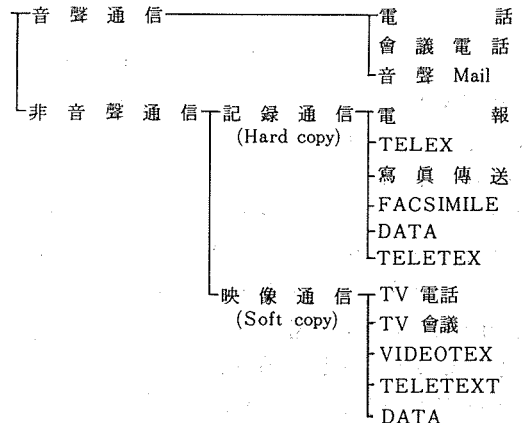 音聲通信 電話
會議電話
音聲 Mail
非音聲通信 記錄通信 電報
(Hard copy)
TELEX
寫眞傳送
FACSIMILE
DATA
TELETEX
映像通信 TV 電話
(Soft copy)
TV 會議
VIDEOTEX
TELETEXT
DATA